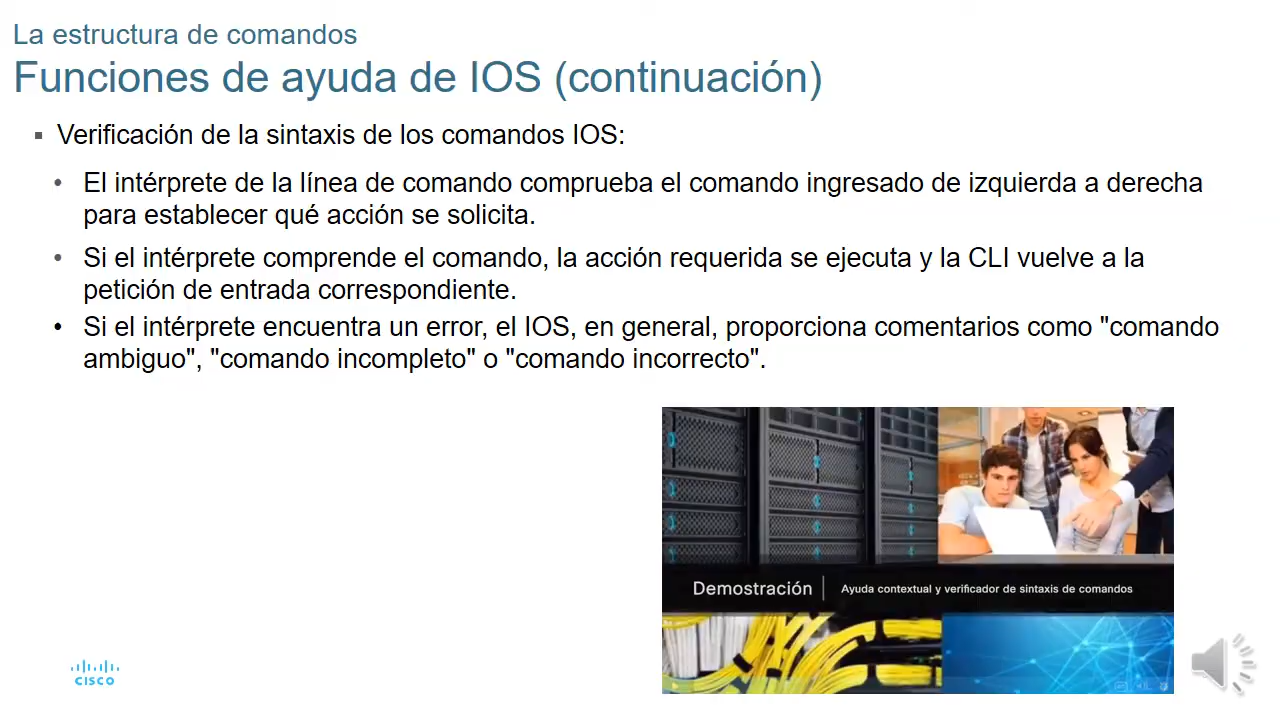 La estructura de comandos
Funciones de ayuda de IOS (continuación)
▪ Verificación de la sintaxis de los comandos IOS:
• El intérprete de la línea de comando comprueba el comando ingresado de izquierda a derecha
para establecer qué acción se solicita.
• Si el intérprete comprende el comando, la acción requerida se ejecuta y la CLI vuelve a la
petición de entrada correspondiente.
• Si el intérprete encuentra un error, el IOS, en general, proporciona comentarios como "comando
ambiguo", "comando incompleto" o "comando incorrecto".
Demostración | Ayuda contextual y verificador de sintaxis de comandos
CISCO